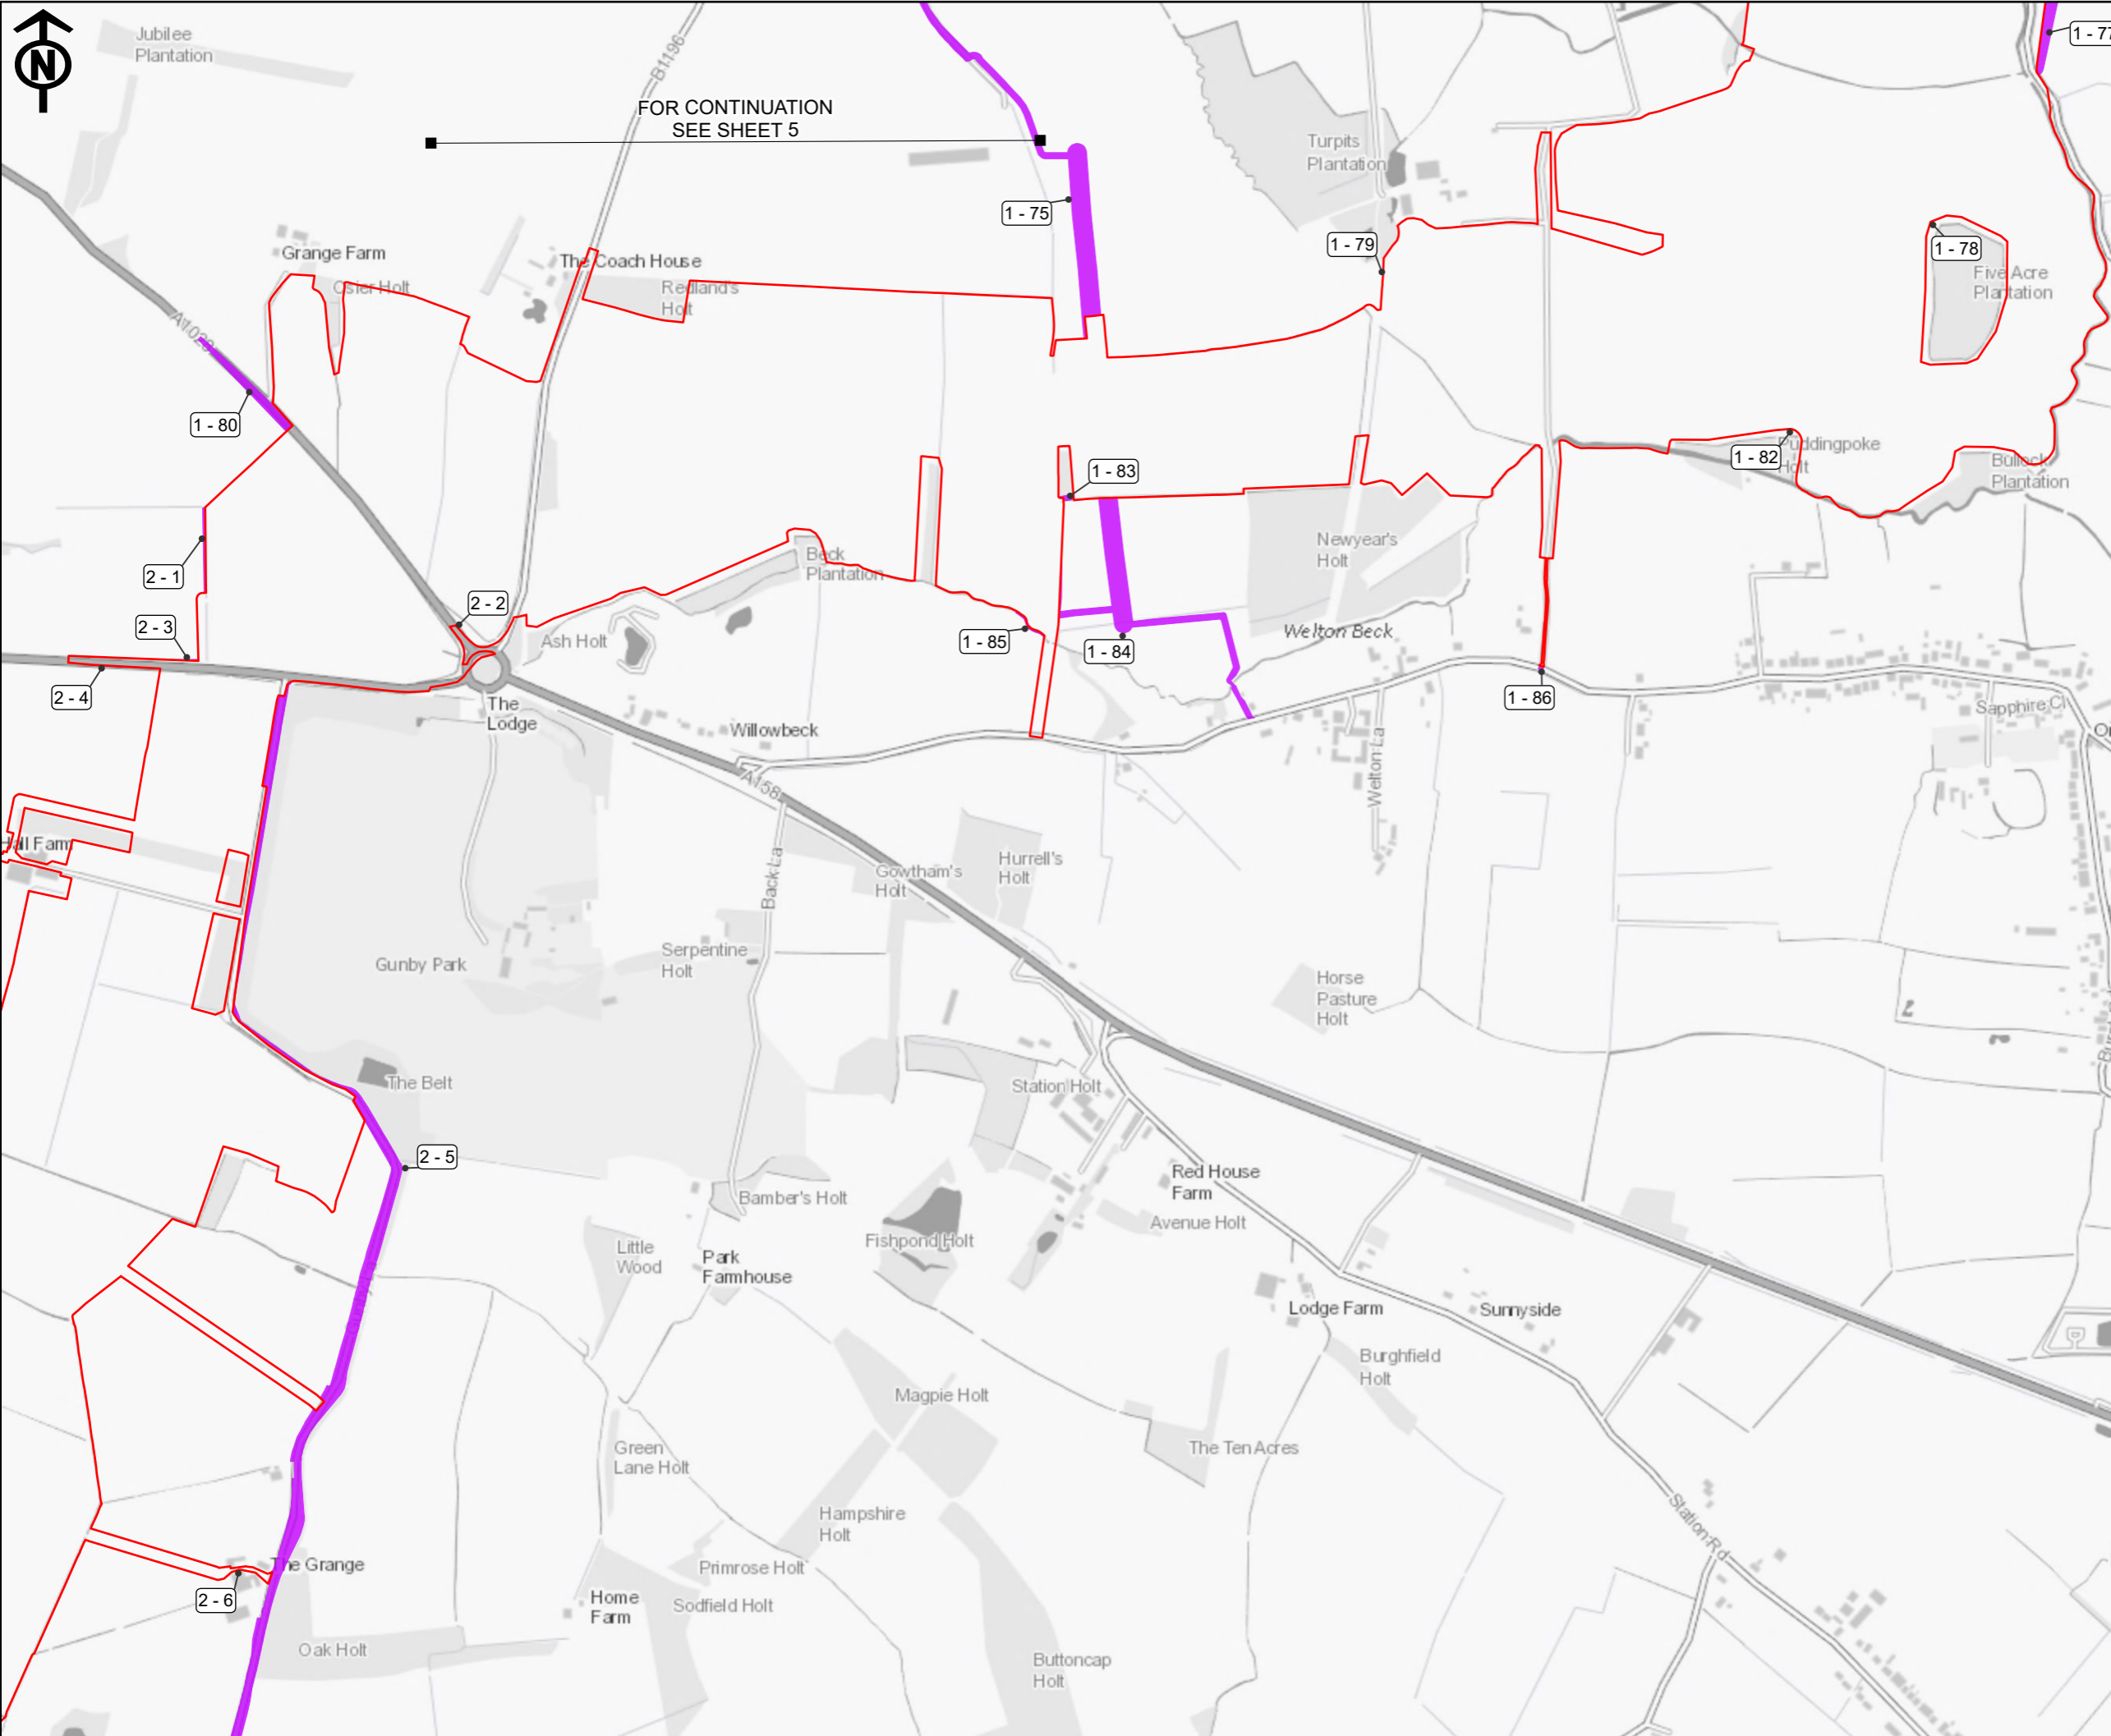 N
Jubilee
Plantation
B1196
1 - 77
FOR CONTINUATION
SEE SHEET 5
Turpits
Plantation
1 - 75
1 - 79
1 - 78
Five Acre
Plantation
Grange Farm
Osier Holt
The Coach House
Redland's
Holt
1 - 80
1 - 83
1 - 82
Puddingpoke
Holt
Bullock
Plantation
2 - 1
Beck
Plantation
Newyear's
Holt
2 - 2
2 - 3
Ash Holt
1 - 85
1 - 84
Welton Beck
2 - 4
1 - 86
The
Lodge
Willowbeck
Sapphire Cl
A158
Welton La
Hall Farm
Back La
Gowtham's
Holt
Hurrell's
Holt
Gunby Park
Serpentine
Holt
Horse
Pasture
Holt
The Belt
Station Holt
2 - 5
Red House
Farm
Bamber's Holt
Avenue Holt
Fishpond Holt
Little
Wood
Park
Farmhouse
Lodge Farm
Sunnyside
Burghfield
Holt
Magpie Holt
Green
Lane Holt
The Ten Acres
Hampshire
Holt
Station Rd
The Grange
Primrose Holt
2 - 6
Home
Farm
Sodfield Holt
Oak Holt
Buttoncap
Holt